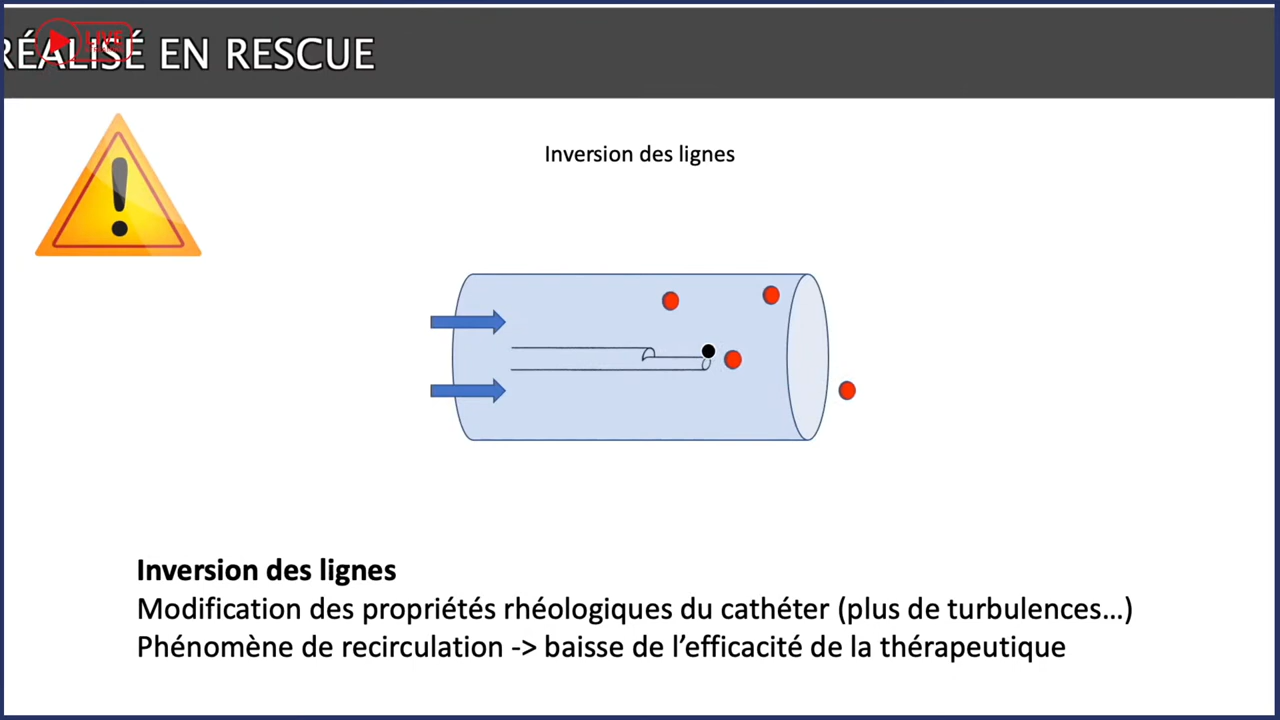 LIVE
RÉALISÉ EN RESCUE
Inversion des lignes
Inversion des lignes
Modification des propriétés rhéologiques du cathéter (plus de turbulences...)
Phénomène de recirculation -> baisse de l’efficacité de la thérapeutique